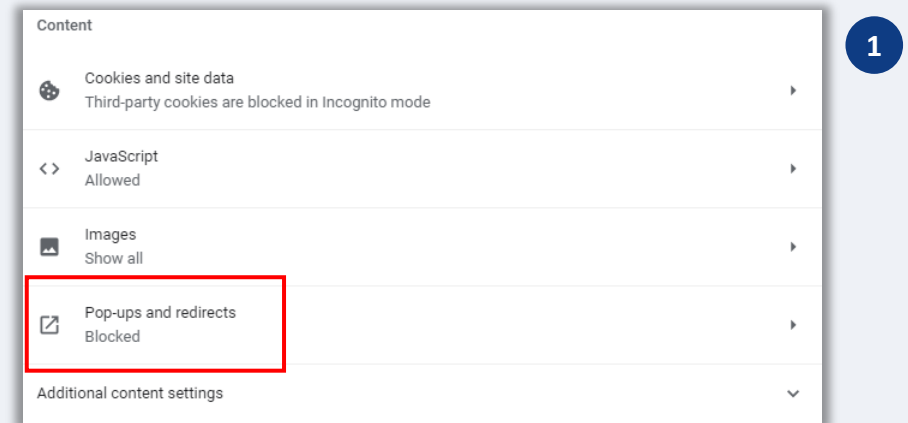 Content
1
Cookies and site data
Third-party cookies are blocked in Incognito mode
JavaScript
Allowed
Images
Show all
Pop-ups and redirects
Blocked
Additional content settings